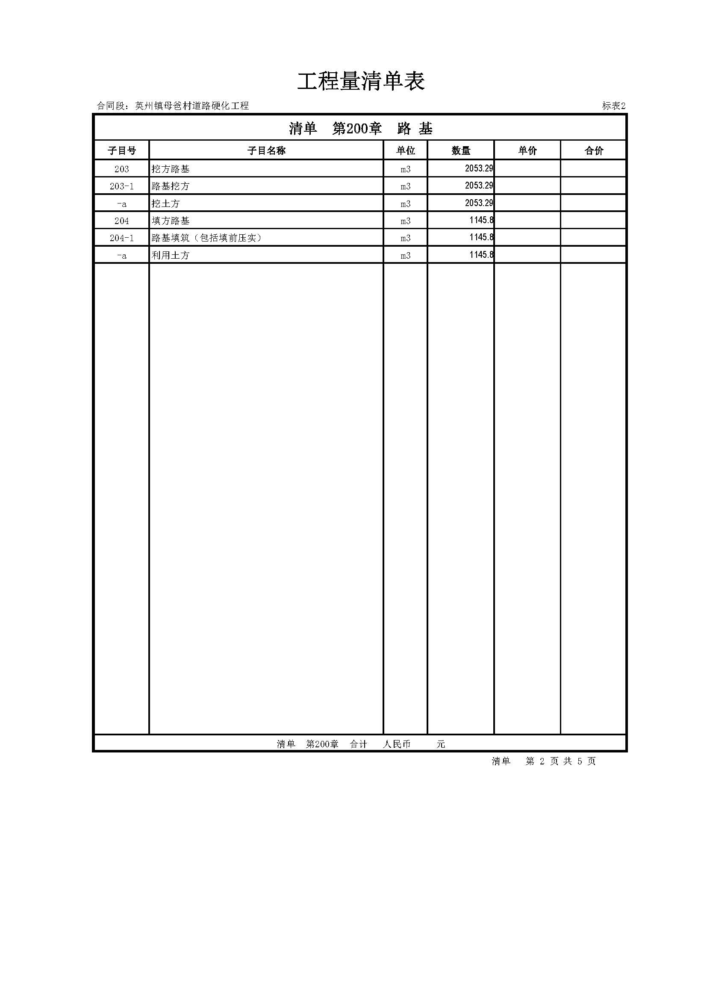 工程量清单表
合同段：英州镇母爸村道路硬化工程 标表2
清单 第200章 路 基
子目号 子目名称 单位 数量 单价 合价
203 挖方路基 m3 2053.29
203-1 路基挖方 m3 2053.29
-a 挖土方 m3 2053.29
204 填方路基 m3 1145.8
204-1 路基填筑（包括填前压实） m3 1145.8
-a 利用土方 m3 1145.8
清单 第200章 合计 人民币 元
清单 第 2 页 共 5 页